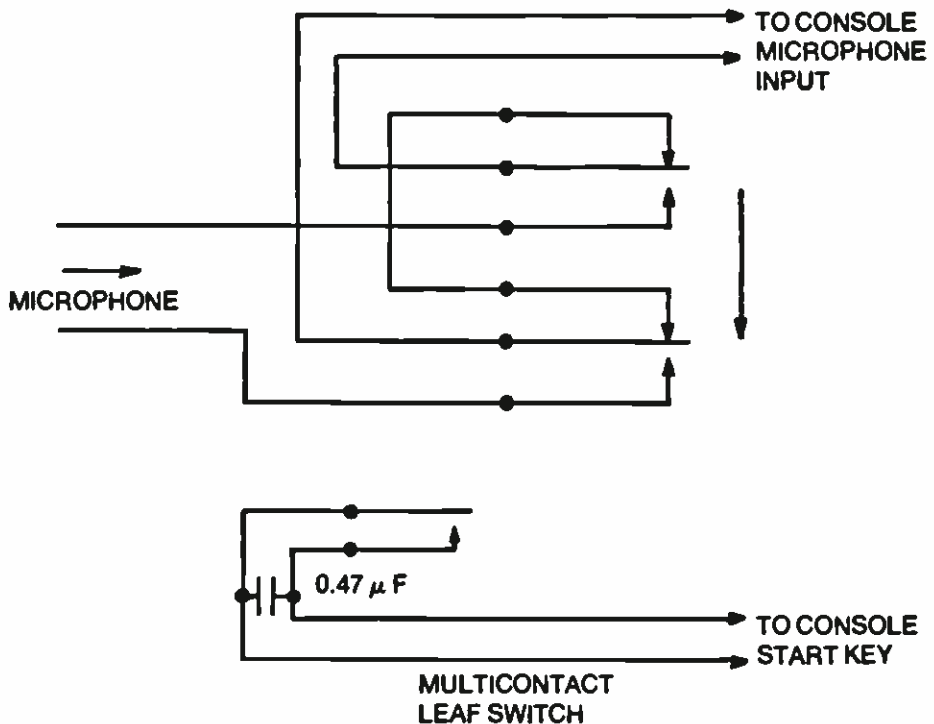 TO CONSOLE
MICROPHONE
INPUT
MICROPHONE
0.47 μ F
TO CONSOLE
START KEY
MULTICONTACT
LEAF SWITCH